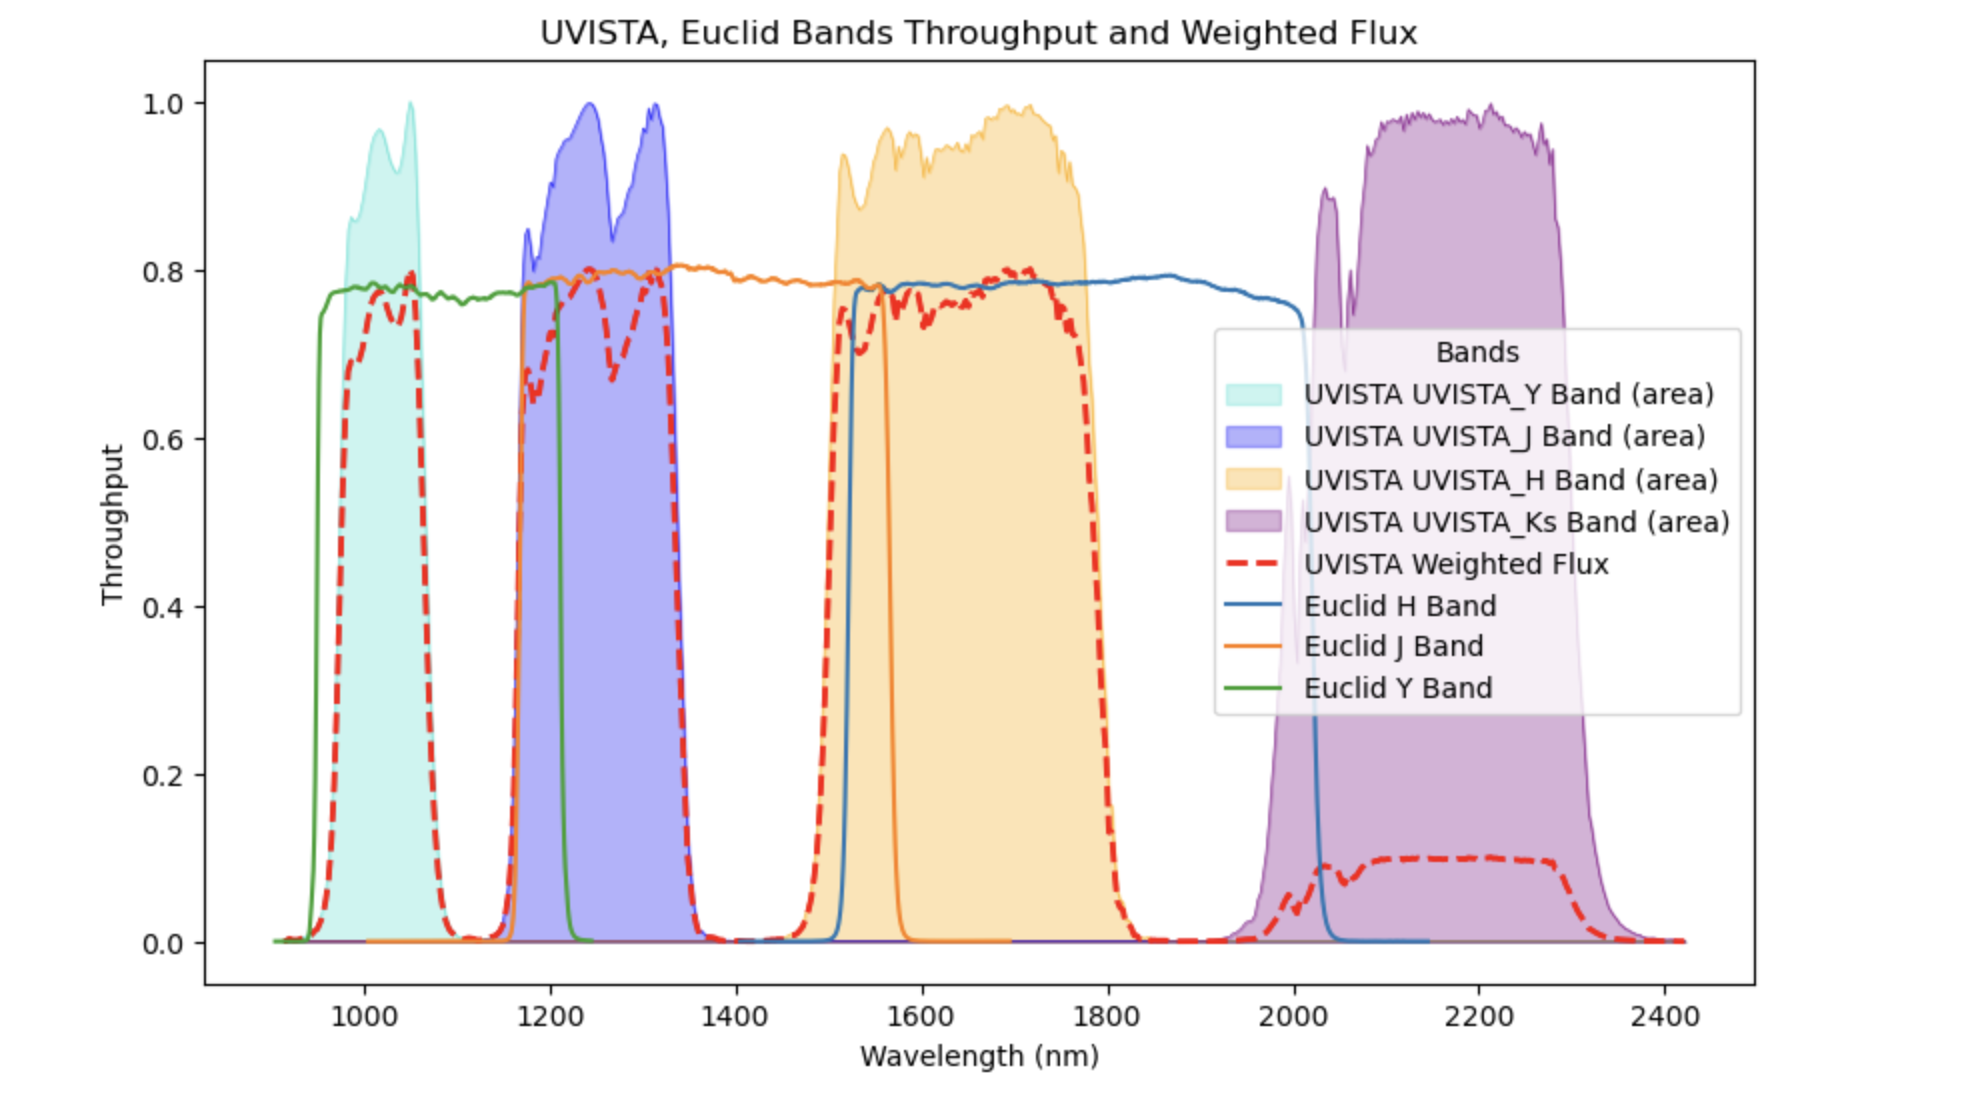 UVISTA, Euclid Bands Throughput and Weighted Flux
1.0
0.8
0.6
0.4
0.2
0.0
Throughput
Bands
UVISTA UVISTA_Y Band (area)
UVISTA UVISTA_J Band (area)
UVISTA UVISTA_H Band (area)
UVISTA UVISTA_Ks Band (area)
UVISTA Weighted Flux
Euclid H Band
Euclid J Band
Euclid Y Band
1000 1200 1400 1600 1800 2000 2200 2400
Wavelength (nm)